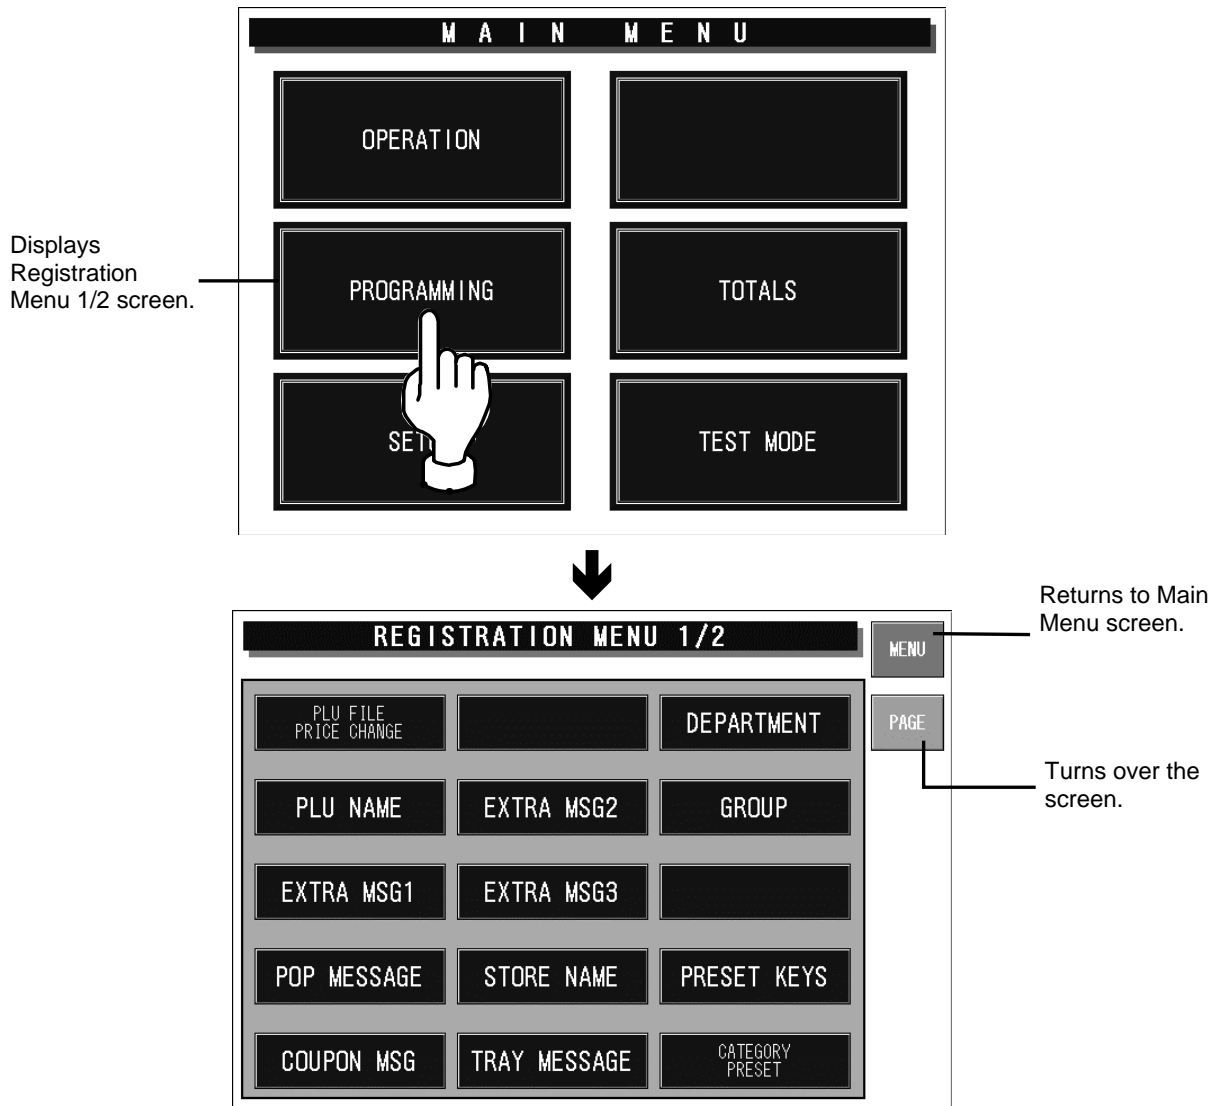 MAIN MENU
OPERATION
Displays
Registration
Menu 1/2 screen.
PROGRAMMING
TOTALS
TEST MODE
Returns to Main
Menu screen.
REGISTRATION MENU 1/2
MENU
PLU FILE
PRICE CHANGE
DEPARTMENT
PAGE
Turns over the
screen.
PLU NAME
EXTRA MSG2
GROUP
EXTRA MSG1
EXTRA MSG3
POP MESSAGE
STORE NAME
PRESET KEYS
COUPON MSG
TRAY MESSAGE
CATEGORY
PRESET